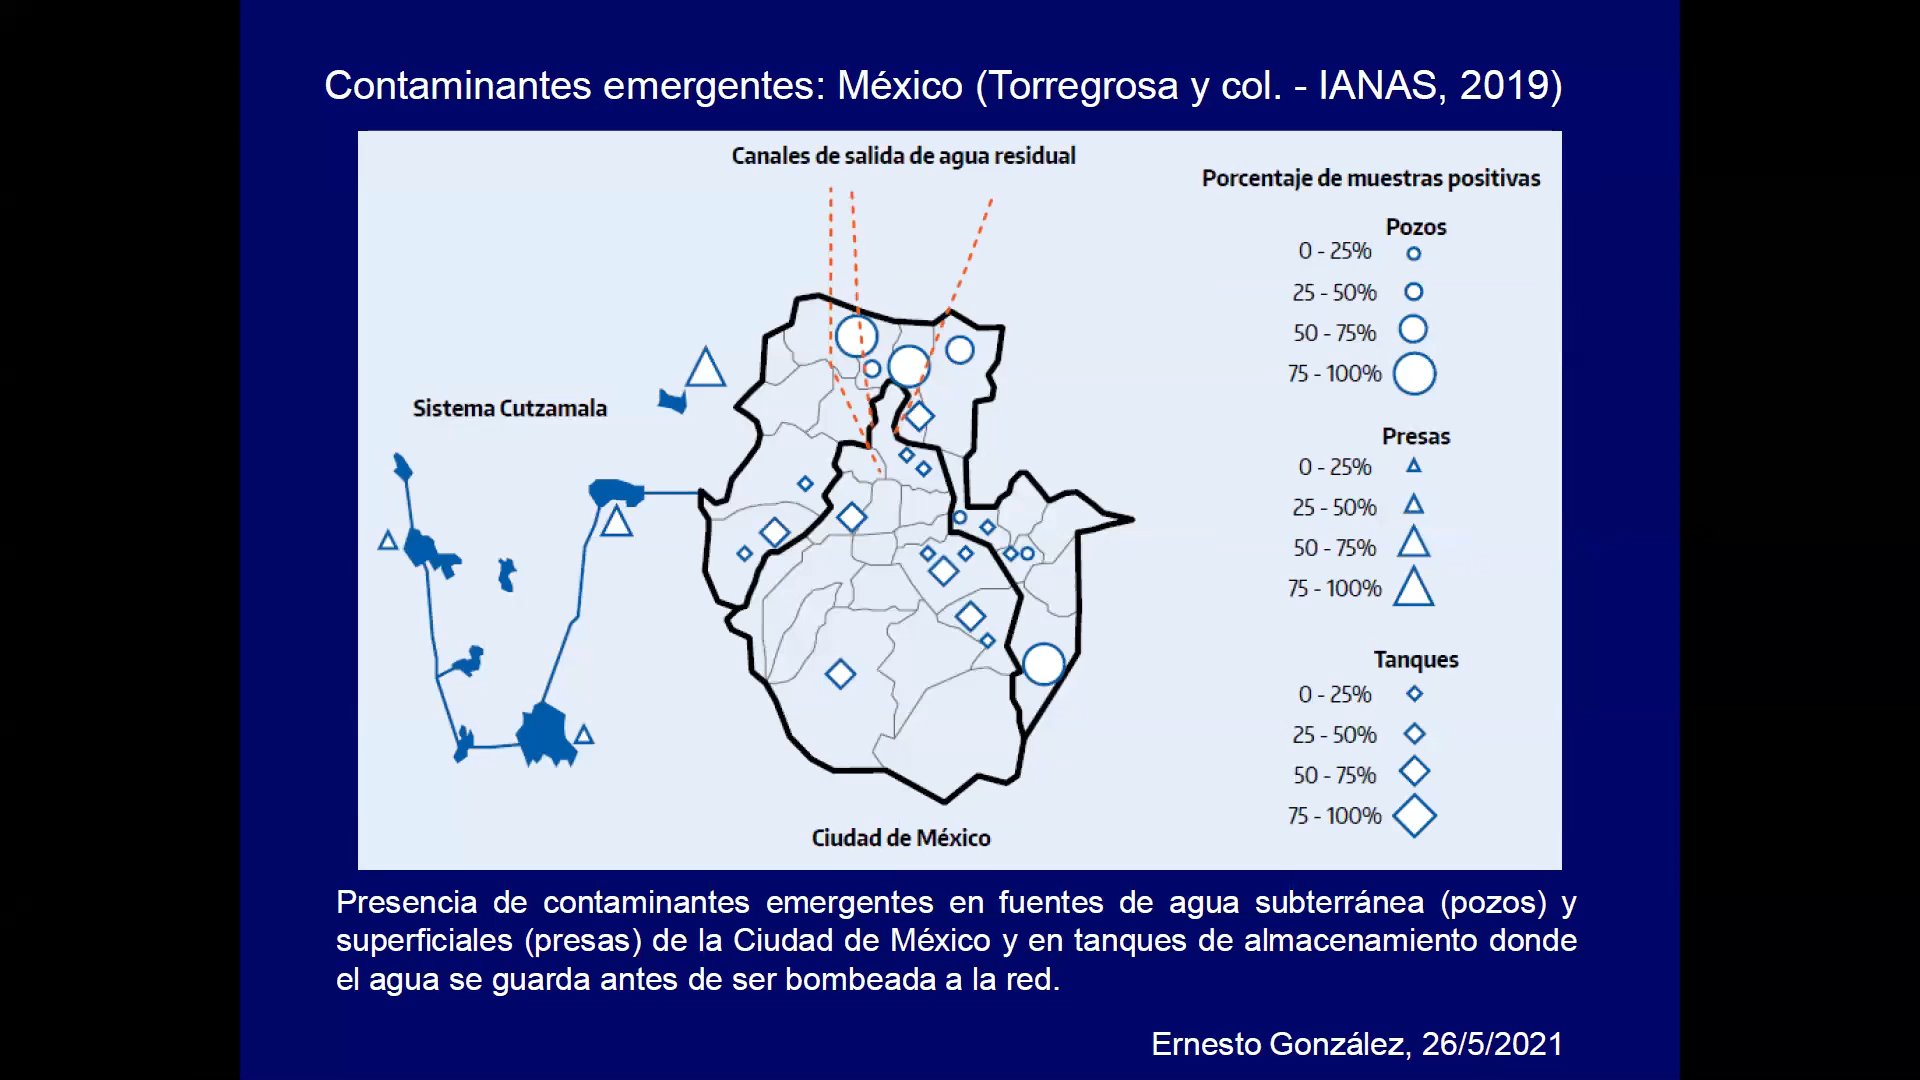 Contaminantes emergentes: México (Torregrosa y col. - IANAS, 2019)
Canales de salida de agua residual
Porcentaje de muestras positivas
Pozos
0 - 25%
25 - 50%
50 - 75%
75 - 100%
Sistema Cutzamala
Presas
0 - 25%
25 - 50%
50 - 75%
75 - 100%
Tanques
0 - 25%
25 - 50%
50 - 75%
75 - 100%
Ciudad de México
Presencia de contaminantes emergentes en fuentes de agua subterránea (pozos) y
superficiales (presas) de la Ciudad de México y en tanques de almacenamiento donde
el agua se guarda antes de ser bombeada a la red.
Ernesto González, 26/5/2021